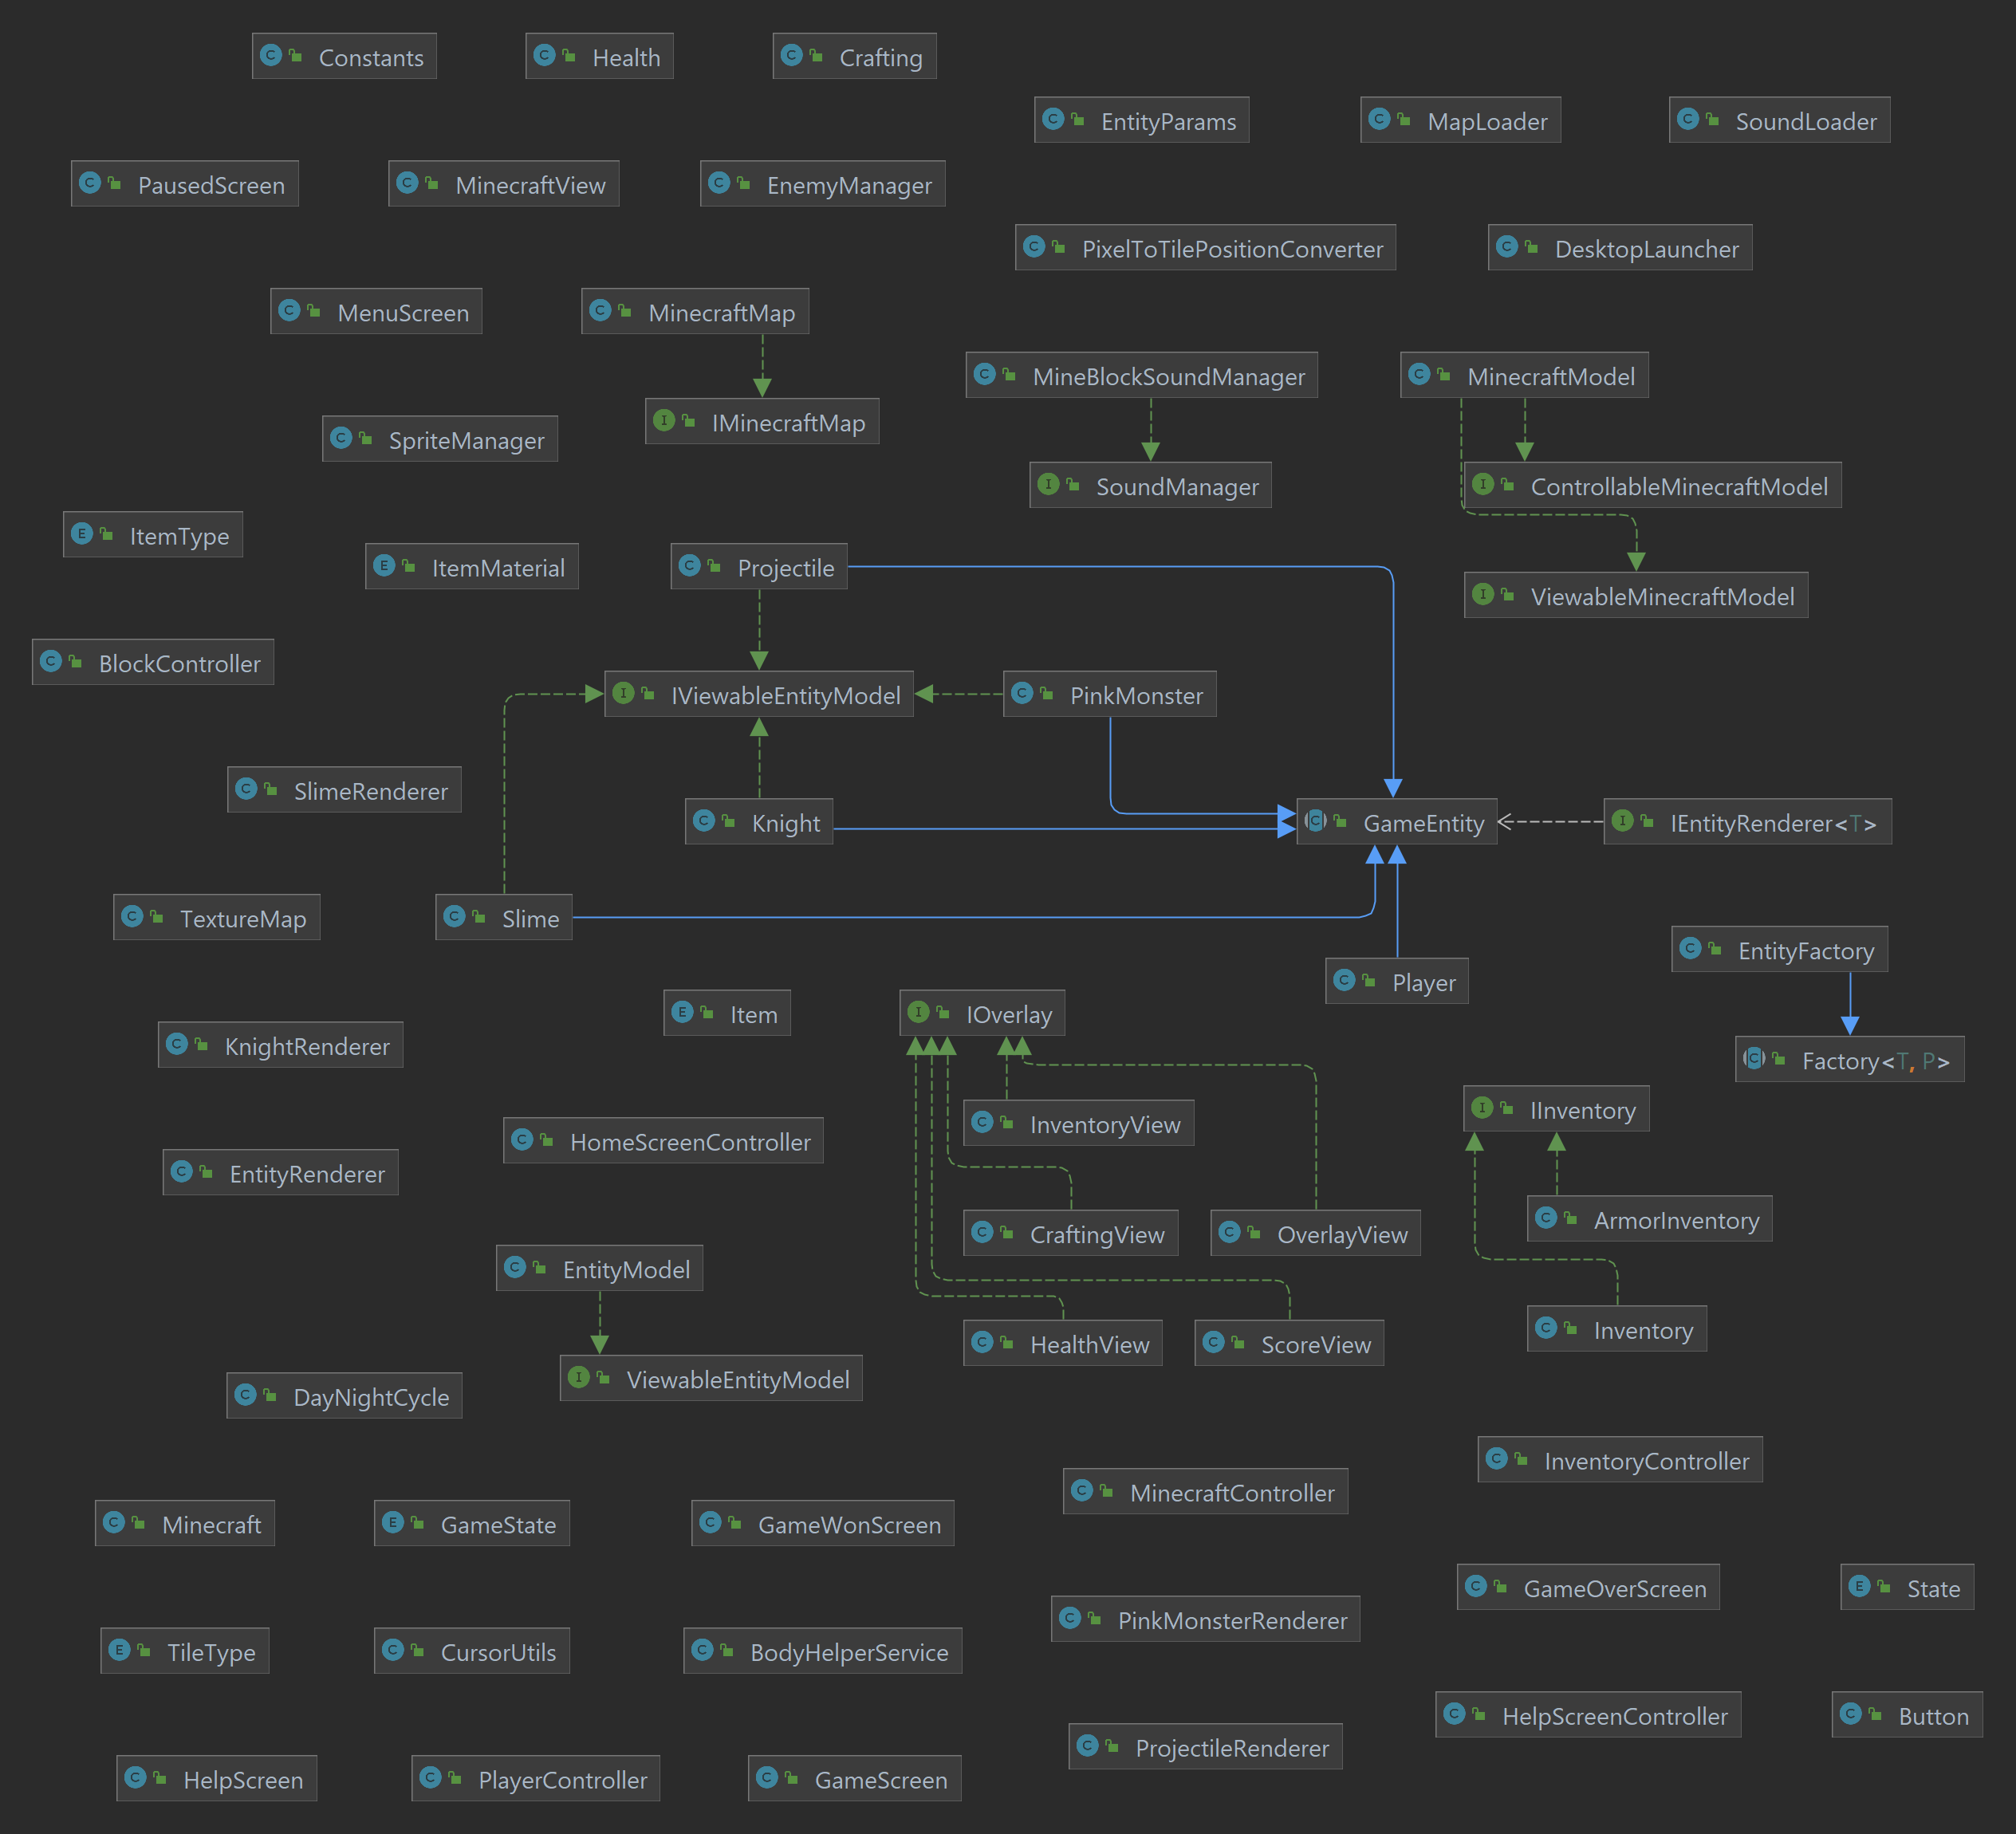 Constants
Health
Crafting
EntityParams
MapLoader
SoundLoader
PausedScreen
MinecraftView
EnemyManager
PixelToTilePositionConverter
DesktopLauncher
MenuScreen
MinecraftMap
MineBlockSoundManager
MinecraftModel
IMinecraftMap
SpriteManager
SoundManager
ControllableMinecraftModel
ItemType
ItemMaterial
Projectile
ViewableMinecraftModel
BlockController
IViewableEntityModel
PinkMonster
SlimeRenderer
Knight
GameEntity
IEntityRenderer<T>
TextureMap
Slime
EntityFactory
Player
Item
IOverlay
KnightRenderer
Factory<T, P>
InventoryView
IInventory
HomeScreenController
EntityRenderer
ArmorInventory
CraftingView
OverlayView
EntityModel
Inventory
HealthView
ScoreView
ViewableEntityModel
DayNightCycle
InventoryController
MinecraftController
Minecraft
GameState
GameWonScreen
GameOverScreen
State
PinkMonsterRenderer
TileType
CursorUtils
BodyHelperService
HelpScreenController
Button
ProjectileRenderer
HelpScreen
PlayerController
GameScreen